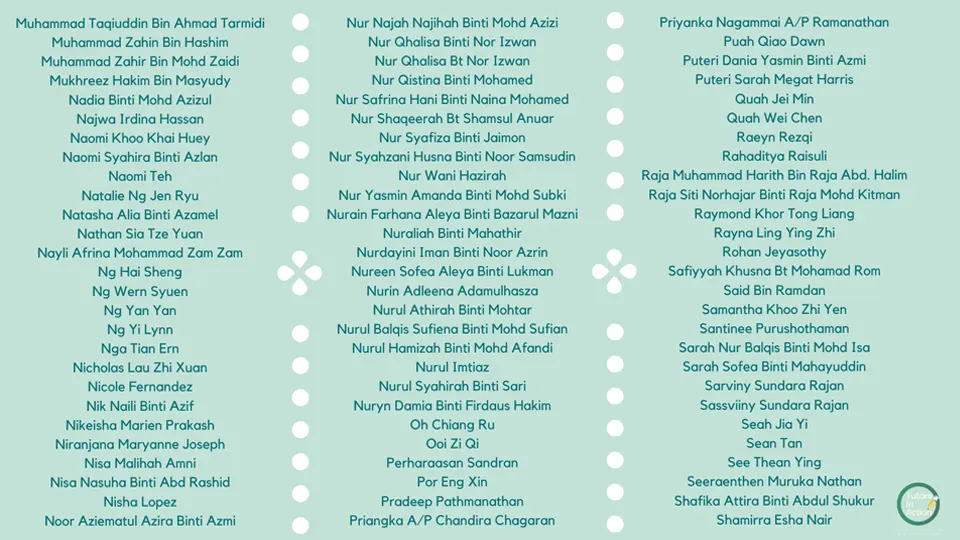 Muhammad Taqiuddin Bin Ahmad Tarmidi
Muhammad Zahin Bin Hashim
Muhammad Zahir Bin Mohd Zaidi
Mukhreez Hakim Bin Masyudy
Nadia Binti Mohd Azizul
Najwa Irdina Hassan
Naomi Khoo Khai Huey
Naomi Syahira Binti Azlan
Naomi Teh
Natalie Ng Jen Ryu
Natasha Alia Binti Azamel
Nathan Sia Tze Yuan
Nayli Afrina Mohammad Zam Zam
Ng Hai Sheng
Ng Wern Syuen
Ng Yan Yan
Ng Yi Lynn
Nga Tian Ern
Nicholas Lau Zhi Xuan
Nicole Fernandez
Nik Naili Binti Azif
Nikeisha Marien Prakash
Niranjana Maryanne Joseph
Nisa Malihah Amni
Nisa Nasuha Binti Abd Rashid
Nisha Lopez
Noor Aziematul Azira Binti Azmi
Nur Najah Najihah Binti Mohd Azizi
Nur Qhalisa Binti Nor Izwan
Nur Qhalisa Bt Nor Izwan
Nur Qistina Binti Mohamed
Nur Safrina Hani Binti Naina Mohamed
Nur Shaqeerah Bt Shamsul Anuar
Nur Syafiza Binti Jaimon
Nur Syahzani Husna Binti Noor Samsudin
Nur Wani Hazirah
Nur Yasmin Amanda Binti Mohd Subki
Nurain Farhana Aleya Binti Bazarul Mazni
Nuraliah Binti Mahathir
Nurdayini Iman Binti Noor Azrin
Nureen Sofea Aleya Binti Lukman
Nurin Adleena Adamulhasza
Nurul Athirah Binti Mohtar
Nurul Balqis Sufiena Binti Mohd Sufian
Nurul Hamizah Binti Mohd Afandi
Nurul Imtiaz
Nurul Syahirah Binti Sari
Nuryn Damia Binti Firdaus Hakim
Oh Chiang Ru
Ooi Zi Qi
Perharaasan Sandran
Por Eng Xin
Pradeep Pathmanathan
Priangka A/P Chandira Chagaran
Priyanka Nagammai A/P Ramanathan
Puah Qiao Dawn
Puteri Dania Yasmin Binti Azmi
Puteri Sarah Megat Harris
Quah Jei Min
Quah Wei Chen
Raeyn Rezqi
Rahaditya Raisuli
Raja Muhammad Harith Bin Raja Abd. Halim
Raja Siti Norhajar Binti Raja Mohd Kitman
Raymond Khor Tong Liang
Rayna Ling Ying Zhi
Rohan Jeyasothy
Safiyyah Khusna Bt Mohamad Rom
Said Bin Ramdan
Samantha Khoo Zhi Yen
Santinee Purushothaman
Sarah Nur Balqis Binti Mohd Isa
Sarah Sofea Binti Mahayuddin
Sarviny Sundara Rajan
Sassviiny Sundara Rajan
Seah Jia Yi
Sean Tan
See Thean Ying
Seeraenthen Muruka Nathan
Shafika Attira Binti Abdul Shukur
Shamirra Esha Nair
Future
in
Action